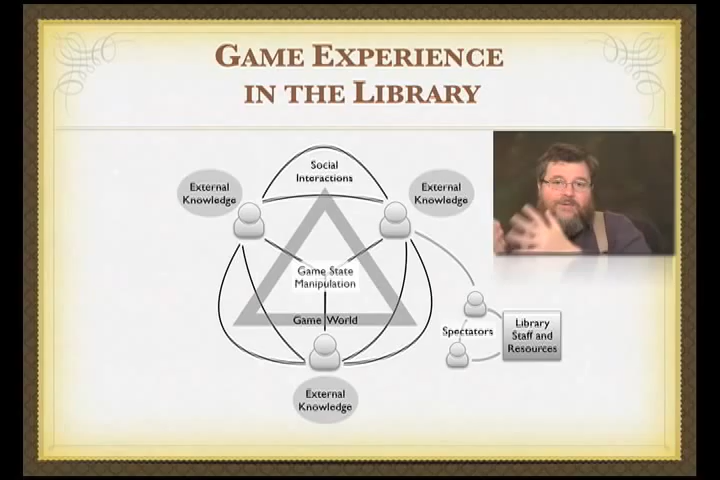 GAME EXPERIENCE
IN THE LIBRARY
Social
Interactions
External
Knowledge
External
Knowledge
Game State
Manipulation
Game World
Spectators
Library
Staff and
Resources
External
Knowledge